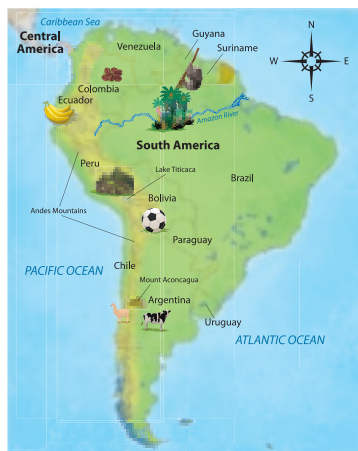 Caribbean Sea
Central
America
Venezuela
Guyana
Suriname
N
W
E
S
Colombia
Ecuador
Amazon River
South America
Peru
Lake Titicaca
Brazil
Bolivia
Andes Mountains
Paraguay
Chile
PACIFIC OCEAN
Mount Aconcagua
Argentina
Uruguay
ATLANTIC OCEAN